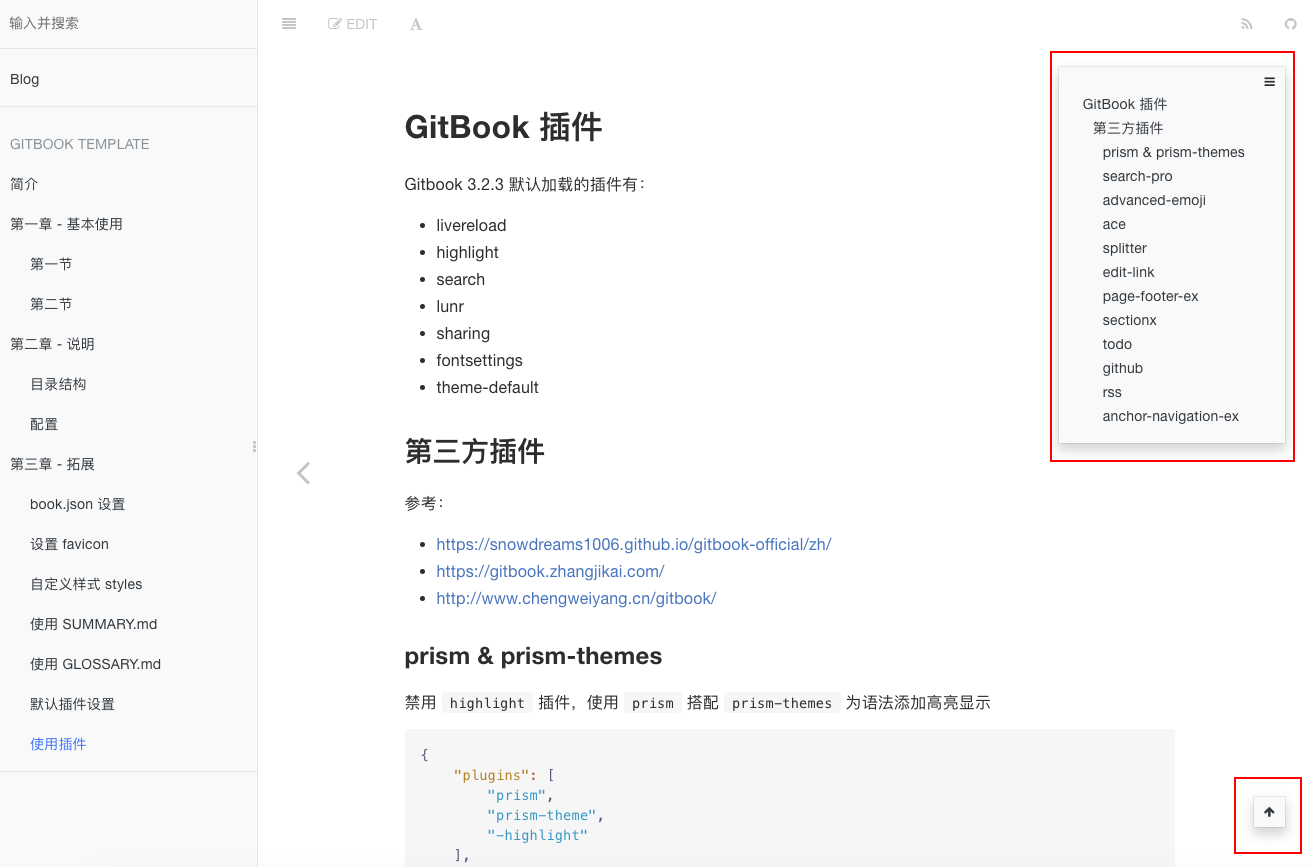 输入并搜索
Blog
GITBOOK TEMPLATE
简介
第一章 - 基本使用
第一节
第二节
第二章 - 说明
目录结构
配置
第三章 - 拓展
book.json 设置
设置 favicon
自定义样式 styles
使用 SUMMARY.md
使用 GLOSSARY.md
默认插件设置
使用插件
EDIT
A
GitBook 插件
Gitbook 3.2.3 默认加载的插件有：
• livereload
• highlight
• search
• lunr
• sharing
• fontsettings
• theme-default
第三方插件
参考：
• https://snowdreams1006.github.io/gitbook-official/zh/
• https://gitbook.zhangjikai.com/
• http://www.chengweiyang.cn/gitbook/
prism & prism-themes
禁用 highlight 插件，使用 prism 搭配 prism-themes 为语法添加高亮显示
{
    "plugins": [
        "prism",
        "prism-theme",
        "-highlight"
    ],
GitBook 插件
第三方插件
prism & prism-themes
search-pro
advanced-emoji
ace
splitter
edit-link
page-footer-ex
sectionx
todo
github
rss
anchor-navigation-ex